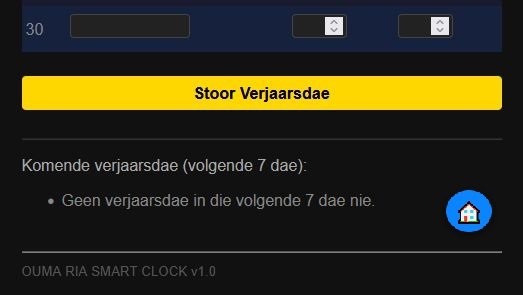 30
Stoor Verjaarsdae
Komende verjaarsdae (volgende 7 dae):
• Geen verjaarsdae in die volgende 7 dae nie.
OUMA RIA SMART CLOCK v1.0